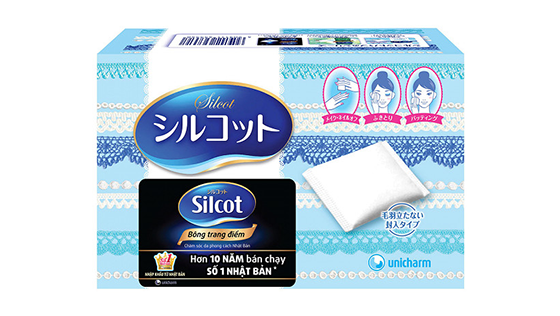 Silcot
シルコット
メイク・ネイルオフ
ふきとり
パッティング
シルコット
Silcot
Bông trang điểm
Chăm sóc da phong cách Nhật Bản
Hơn 10 NĂM bán chạy
SỐ 1 NHẬT BẢN*
NHẬP KHẨU TỪ NHẬT BẢN
unicharm
毛羽立たない
封入タイプ
unicharm